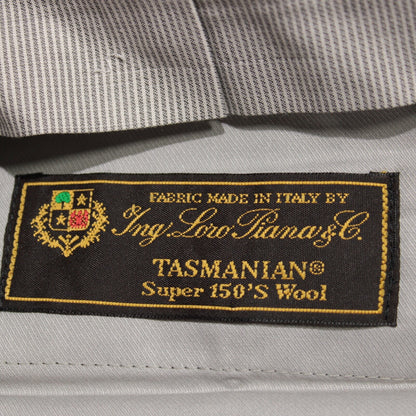 FABRIC MADE IN ITALY BY
Ing. Loro Piana & C.
TASMANIAN®
Super 150'S Wool